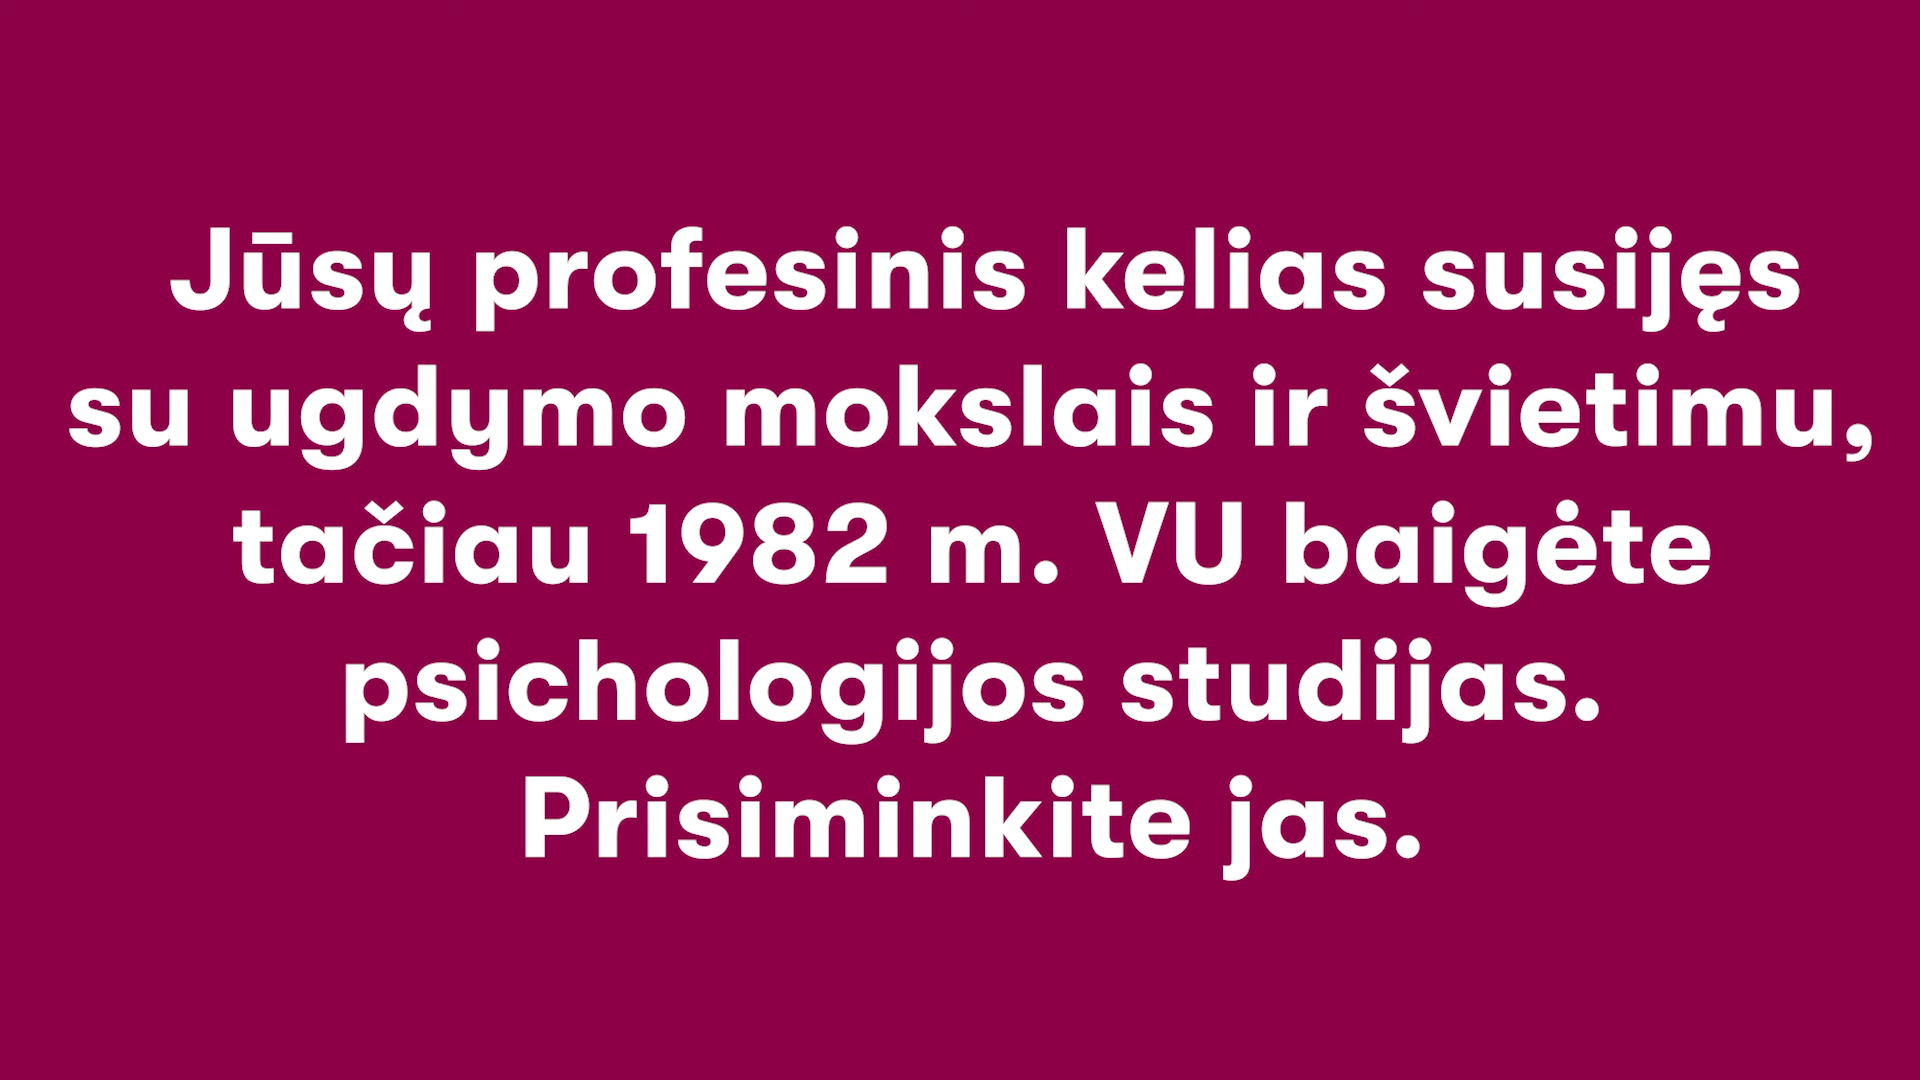 Jūsų profesinis kelias susijęs
su ugdymo mokslais ir švietimu,
tačiau 1982 m. VU baigėte
psichologijos studijas.
Prisiminkite jas.